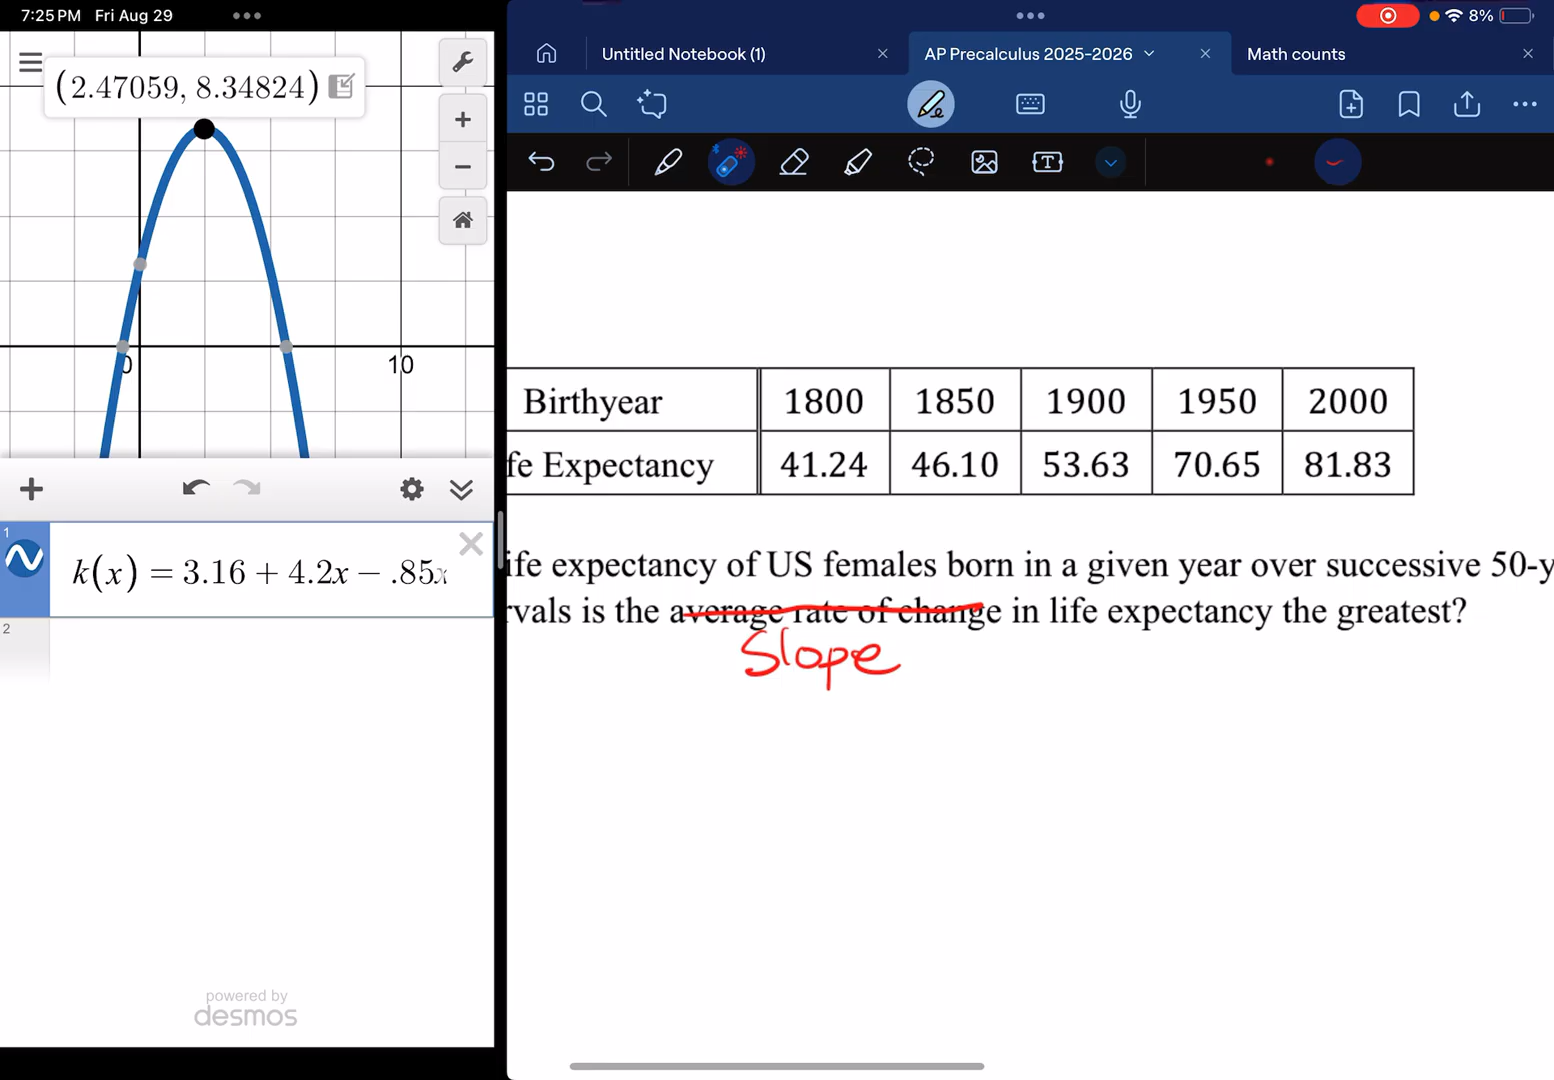 7:25 PM Fri Aug 29
8%
Untitled Notebook (1)
AP Precalculus 2025-2026
Math counts
(2.47059, 8.34824)
0
10
1
k(x) = 3.16 + 4.2x − .85x
2
powered by
desmos
Birthyear 1800 1850 1900 1950 2000
fe Expectancy 41.24 46.10 53.63 70.65 81.83
ife expectancy of US females born in a given year over successive 50-y
rvals is the average rate of change in life expectancy the greatest?
Slope